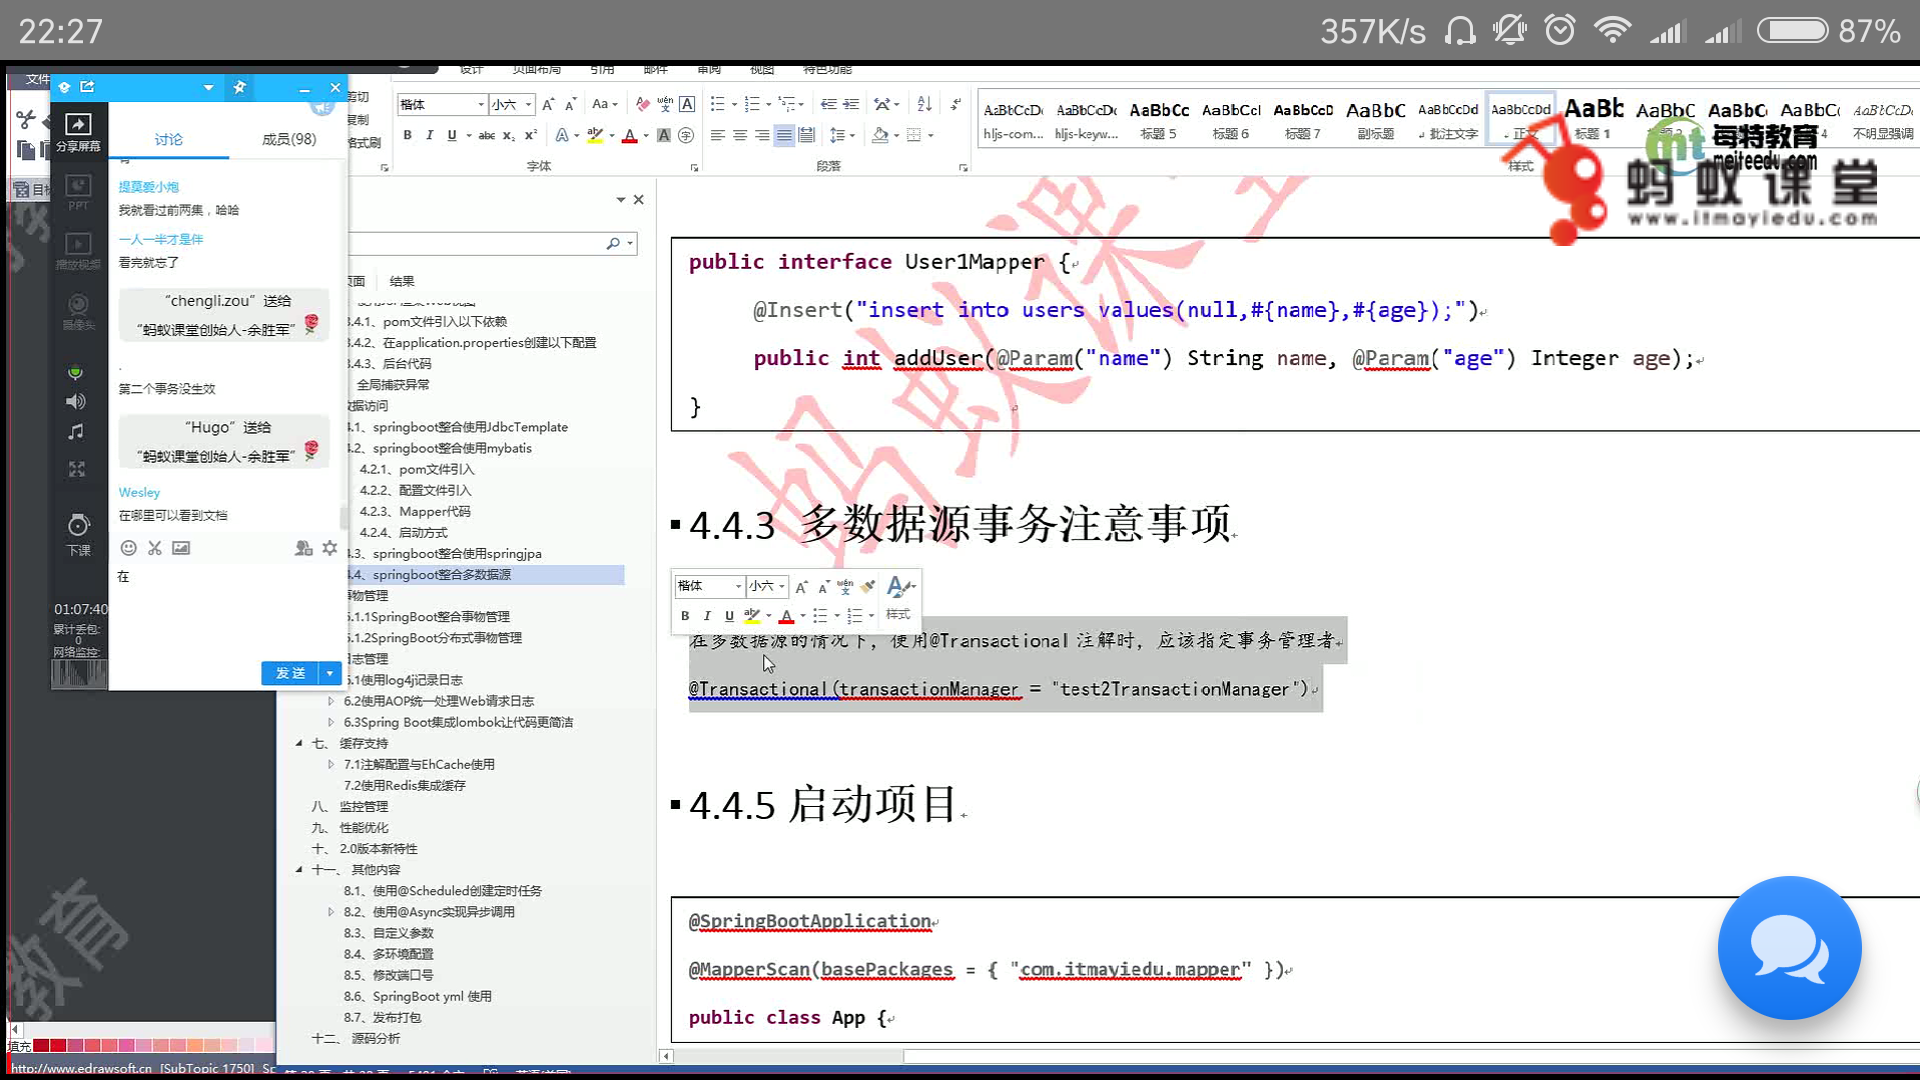 22:27
357K/s
87%
文件
设计 页面布局 引用 邮件 审阅 视图 特色功能
剪切
复制
格式刷
楷体 小六
字体
段落
样式
AaBbCcDc AaBbCcDc AaBbCc AaBbCcI AaBbCcD AaBbC AaBbCcDd AaBbCcDd AaBb AaBbC AaBbC AaBbC AaBbCcDc
hljs-com... hljs-keyw... 标题 5 标题 6 标题 7 副标题 批注文字 正文 标题 1 不明显强调
每特教育
meiteedu.com
蚂蚁课堂
www.itmayiedu.com
分享屏幕
PPT
播放视频
摄像头
下课
01:07:40
累计丢包:
0
网络监控:
讨论
成员(98)
提莫爱小炮
我就看过前两集，哈哈
一人一半才是伴
看完就忘了
“chengli.zou”送给
“蚂蚁课堂创始人-余胜军”
.
第二个事务没生效
“Hugo”送给
“蚂蚁课堂创始人-余胜军”
Wesley
在哪里可以看到文档
在
发送
页面 结果
3.4.1、pom文件引入以下依赖
3.4.2、在application.properties创建以下配置
3.4.3、后台代码
全局捕获异常
数据访问
4.1、springboot整合使用JdbcTemplate
4.2、springboot整合使用mybatis
4.2.1、pom文件引入
4.2.2、配置文件引入
4.2.3、Mapper代码
4.2.4、启动方式
4.3、springboot整合使用springjpa
4.4、springboot整合多数据源
事物管理
5.1.1SpringBoot整合事物管理
5.1.2SpringBoot分布式事物管理
日志管理
6.1使用log4j记录日志
6.2使用AOP统一处理Web请求日志
6.3Spring Boot集成lombok让代码更简洁
七、 缓存支持
7.1注解配置与EhCache使用
7.2使用Redis集成缓存
八、 监控管理
九、 性能优化
十、 2.0版本新特性
十一、 其他内容
8.1、使用@Scheduled创建定时任务
8.2、使用@Async实现异步调用
8.3、自定义参数
8.4、多环境配置
8.5、修改端口号
8.6、SpringBoot yml 使用
8.7、发布打包
十二、 源码分析
public interface User1Mapper {
@Insert("insert into users values(null,#{name},#{age});")
public int addUser(@Param("name") String name, @Param("age") Integer age);
}
4.4.3 多数据源事务注意事项
楷体 小六
样式
在多数据源的情况下，使用@Transactional 注解时，应该指定事务管理者
@Transactional(transactionManager = "test2TransactionManager")
4.4.5 启动项目
@SpringBootApplication
@MapperScan(basePackages = { "com.itmayiedu.mapper" })
public class App {
蚂蚁课堂
教育
填充
http://www.edrawsoft.cn [SubTopic 1750]